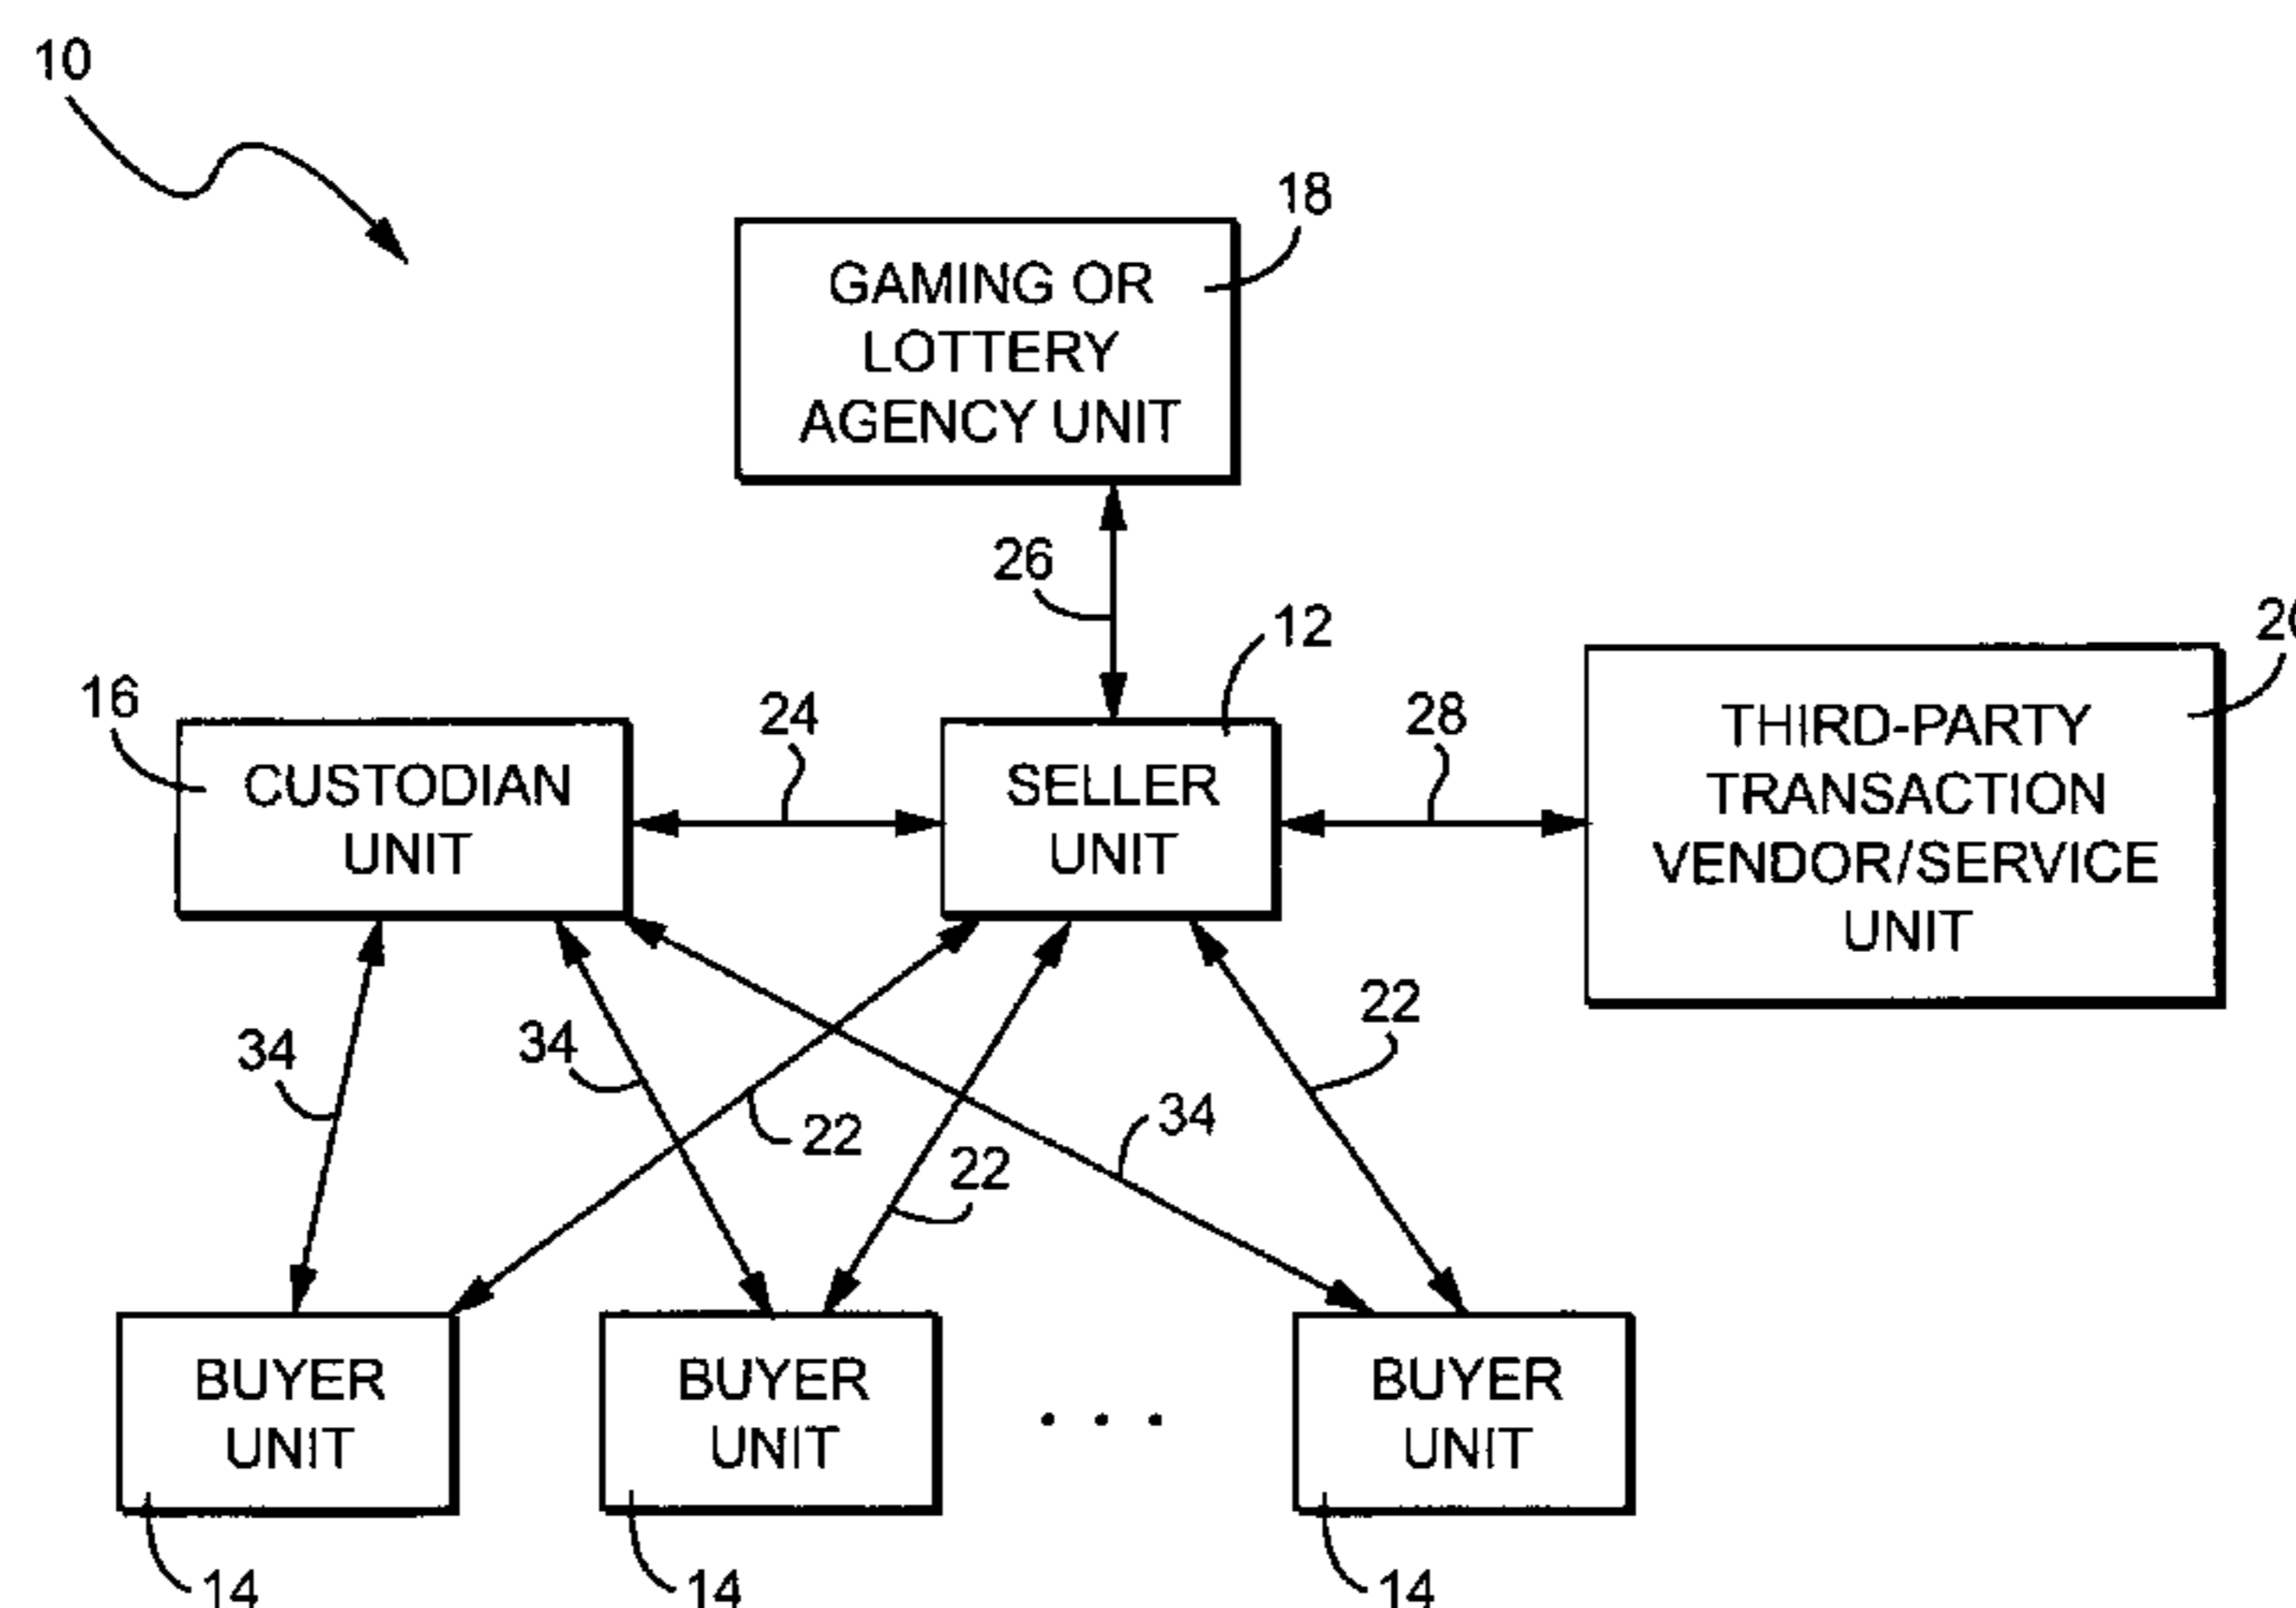 10
18
GAMING OR
LOTTERY
AGENCY UNIT
26
12
16
24
28
CUSTODIAN
UNIT
SELLER
UNIT
THIRD-PARTY
TRANSACTION
VENDOR/SERVICE
UNIT
34
34
22
22
34
22
BUYER
UNIT
BUYER
UNIT
. . .
BUYER
UNIT
14
14
14